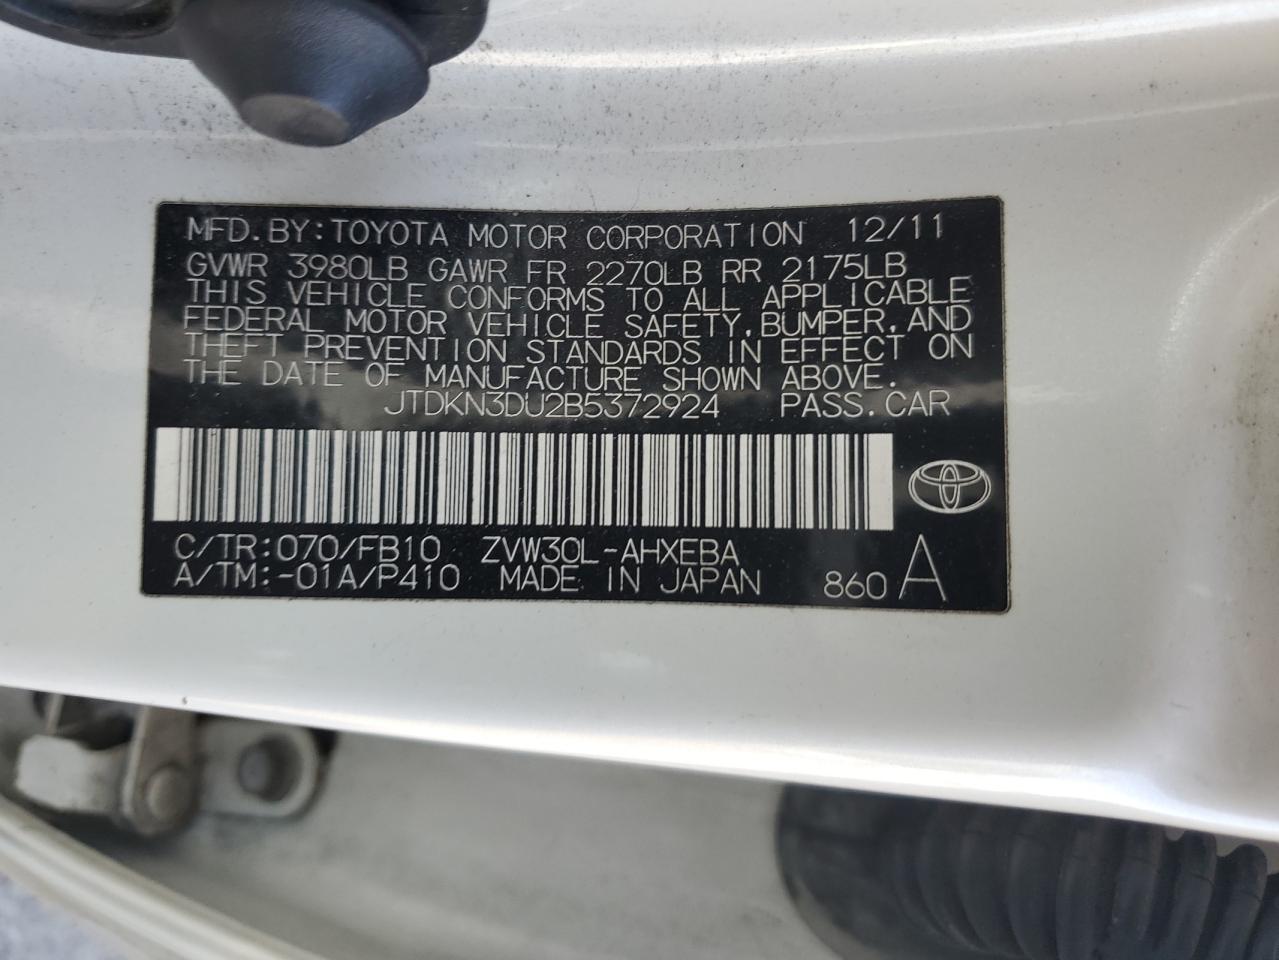 MFD.BY:TOYOTA MOTOR CORPORATION 12/11
GVWR 3980LB GAWR FR 2270LB RR 2175LB
THIS VEHICLE CONFORMS TO ALL APPLICABLE
FEDERAL MOTOR VEHICLE SAFETY,BUMPER,AND
THEFT PREVENTION STANDARDS IN EFFECT ON
THE DATE OF MANUFACTURE SHOWN ABOVE.
JTDKN3DU2B5372924 PASS.CAR
C/TR:070/FB10 ZVW30L-AHXEBA
A/TM:-01A/P410 MADE IN JAPAN 860 A